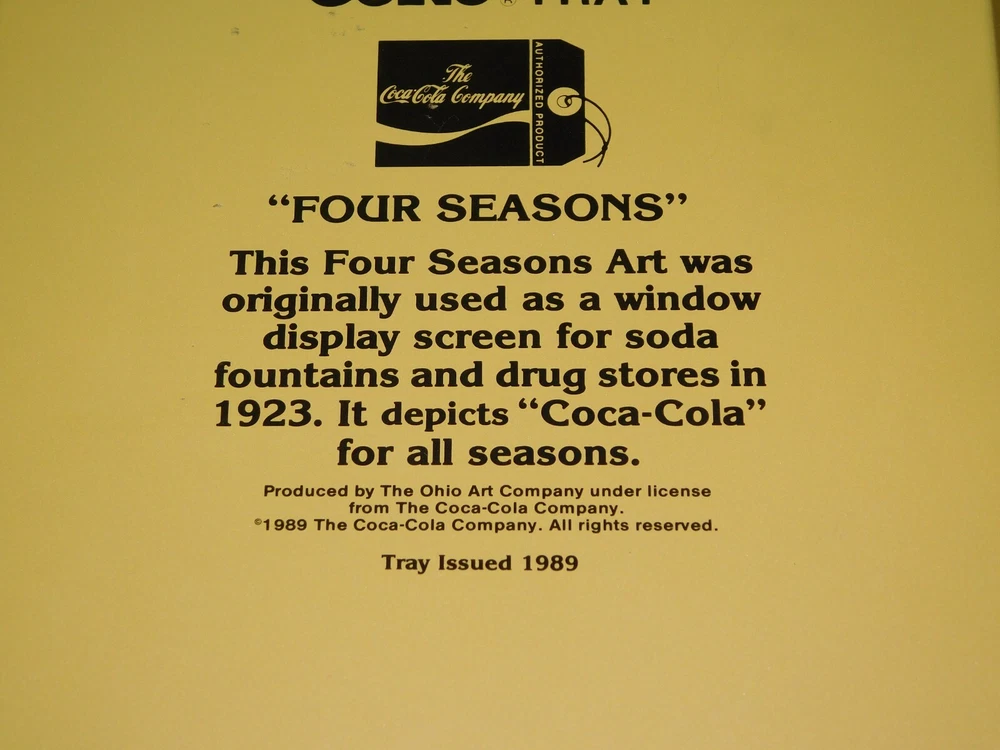 The
Coca-Cola Company
AUTHORIZED PRODUCT
“FOUR SEASONS”
This Four Seasons Art was
originally used as a window
display screen for soda
fountains and drug stores in
1923. It depicts “Coca-Cola”
for all seasons.
Produced by The Ohio Art Company under license
from The Coca-Cola Company.
©1989 The Coca-Cola Company. All rights reserved.
Tray Issued 1989